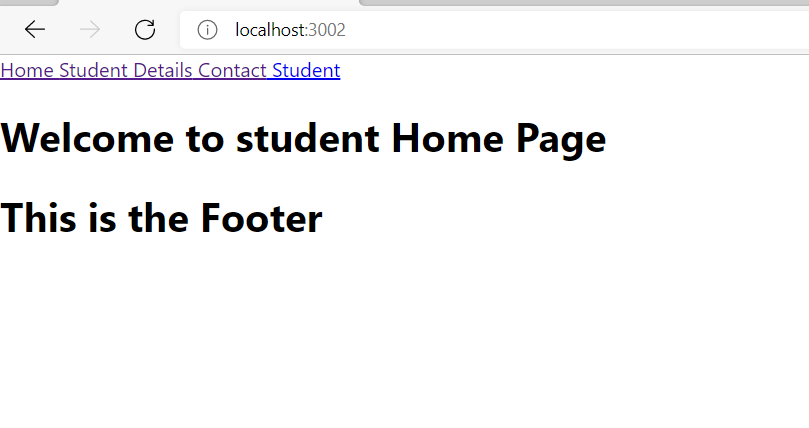 localhost:3002
Home Student Details Contact Student
Welcome to student Home Page
This is the Footer